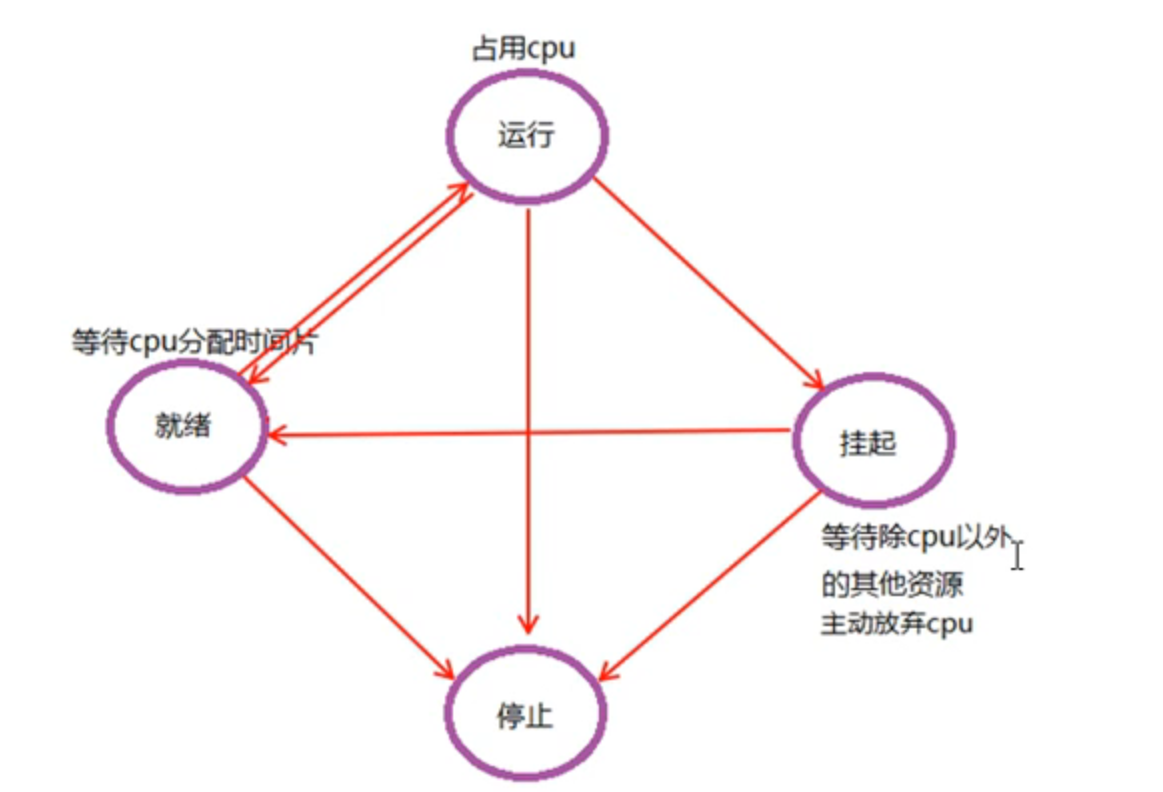 占用cpu
运行
等待cpu分配时间片
就绪
挂起
等待除cpu以外
的其他资源
主动放弃cpu
停止